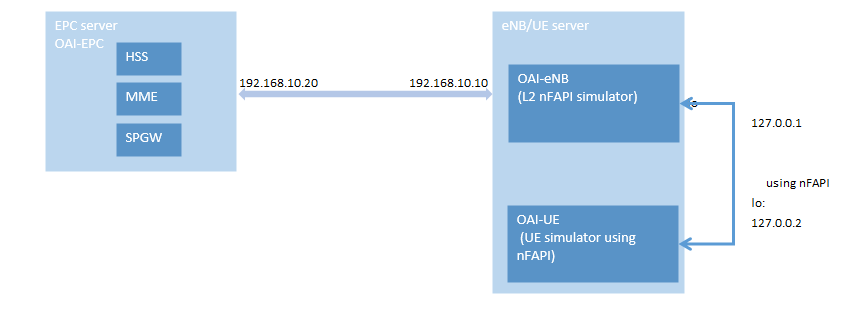 EPC server
OAI-EPC
HSS
MME
SPGW
192.168.10.20
192.168.10.10
eNB/UE server
OAI-eNB
(L2 nFAPI simulator)
127.0.0.1
using nFAPI
lo:
127.0.0.2
OAI-UE
(UE simulator using
nFAPI)